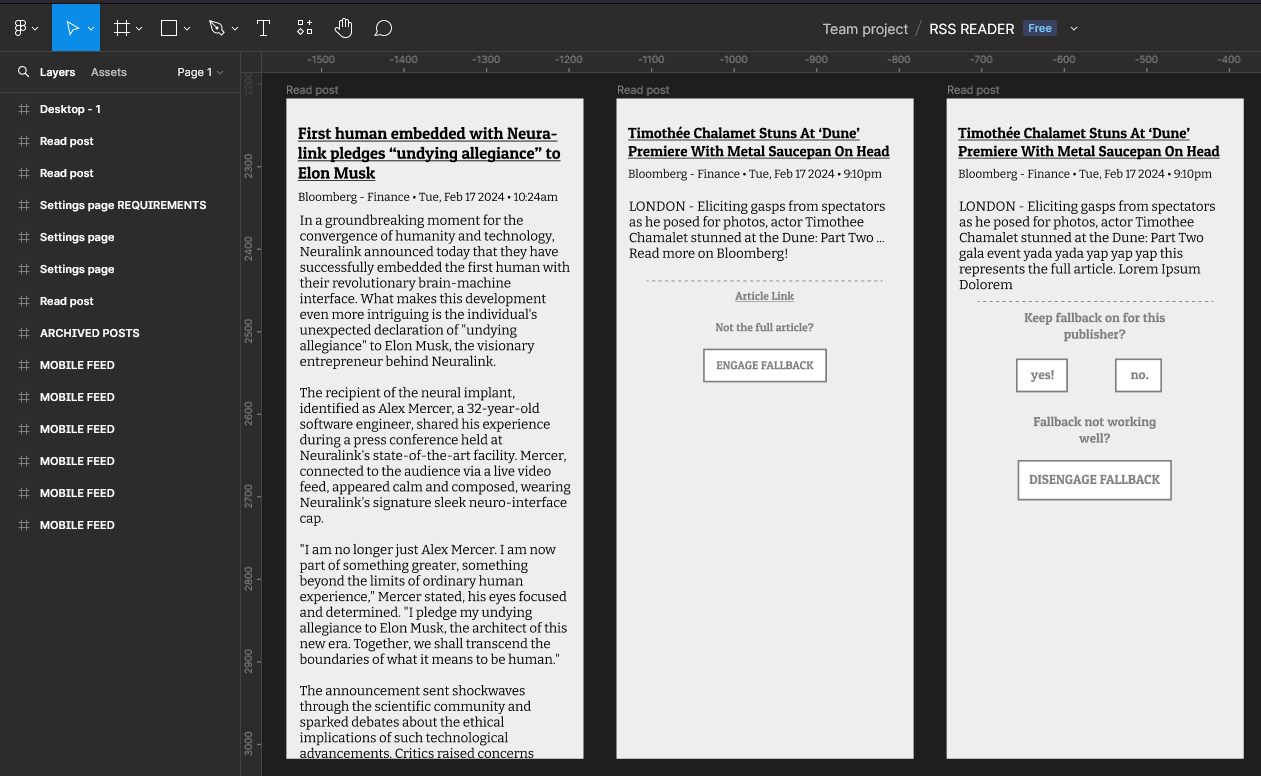 Team project / RSS READER Free
Layers Assets Page 1
-1500 -1400 -1300 -1200 -1100 -1000 -900 -800 -700 -600 -500 -400
2200
2300
2400
2500
2600
2700
2800
2900
3000
Desktop - 1
Read post
Read post
Settings page REQUIREMENTS
Settings page
Settings page
Read post
ARCHIVED POSTS
MOBILE FEED
MOBILE FEED
MOBILE FEED
MOBILE FEED
MOBILE FEED
MOBILE FEED
Read post
First human embedded with Neura-
link pledges “undying allegiance” to
Elon Musk
Bloomberg - Finance • Tue, Feb 17 2024 • 10:24am
In a groundbreaking moment for the
convergence of humanity and technology,
Neuralink announced today that they have
successfully embedded the first human with
their revolutionary brain-machine
interface. What makes this development
even more intriguing is the individual's
unexpected declaration of "undying
allegiance" to Elon Musk, the visionary
entrepreneur behind Neuralink.
The recipient of the neural implant,
identified as Alex Mercer, a 32-year-old
software engineer, shared his experience
during a press conference held at
Neuralink's state-of-the-art facility. Mercer,
connected to the audience via a live video
feed, appeared calm and composed, wearing
Neuralink's signature sleek neuro-interface
cap.
"I am no longer just Alex Mercer. I am now
part of something greater, something
beyond the limits of ordinary human
experience," Mercer stated, his eyes focused
and determined. "I pledge my undying
allegiance to Elon Musk, the architect of this
new era. Together, we shall transcend the
boundaries of what it means to be human."
The announcement sent shockwaves
through the scientific community and
sparked debates about the ethical
implications of such technological
advancements. Critics raised concerns
Read post
Timothée Chalamet Stuns At ‘Dune’
Premiere With Metal Saucepan On Head
Bloomberg - Finance • Tue, Feb 17 2024 • 9:10pm
LONDON - Eliciting gasps from spectators
as he posed for photos, actor Timothee
Chamalet stunned at the Dune: Part Two ...
Read more on Bloomberg!
Article Link
Not the full article?
ENGAGE FALLBACK
Read post
Timothée Chalamet Stuns At ‘Dune’
Premiere With Metal Saucepan On Head
Bloomberg - Finance • Tue, Feb 17 2024 • 9:10pm
LONDON - Eliciting gasps from spectators
as he posed for photos, actor Timothee
Chamalet stunned at the Dune: Part Two
gala event yada yada yap yap yap this
represents the full article. Lorem Ipsum
Dolorem
Keep fallback on for this
publisher?
yes! no.
Fallback not working
well?
DISENGAGE FALLBACK